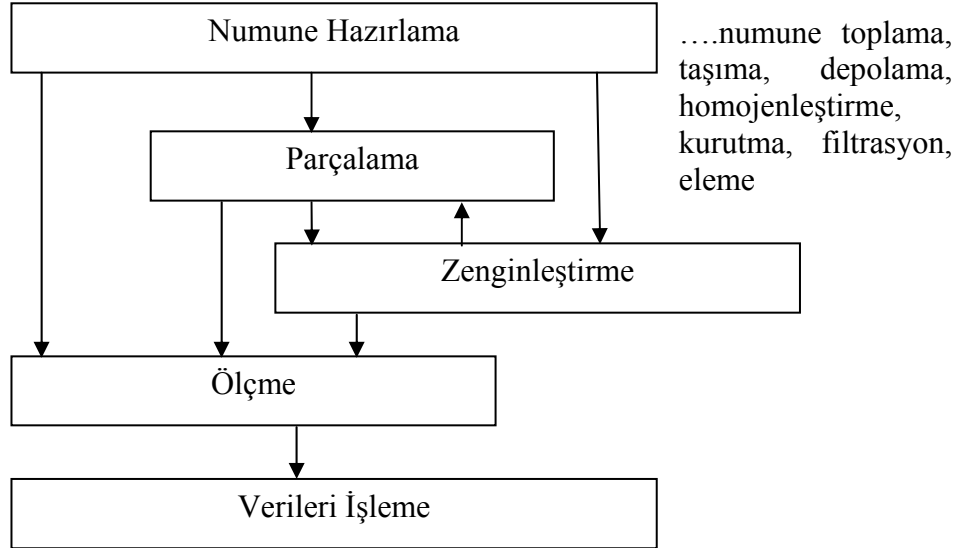 Numune Hazırlama
….numune toplama,
taşıma, depolama,
homojenleştirme,
kurutma, filtrasyon,
eleme
Parçalama
Zenginleştirme
Ölçme
Verileri İşleme